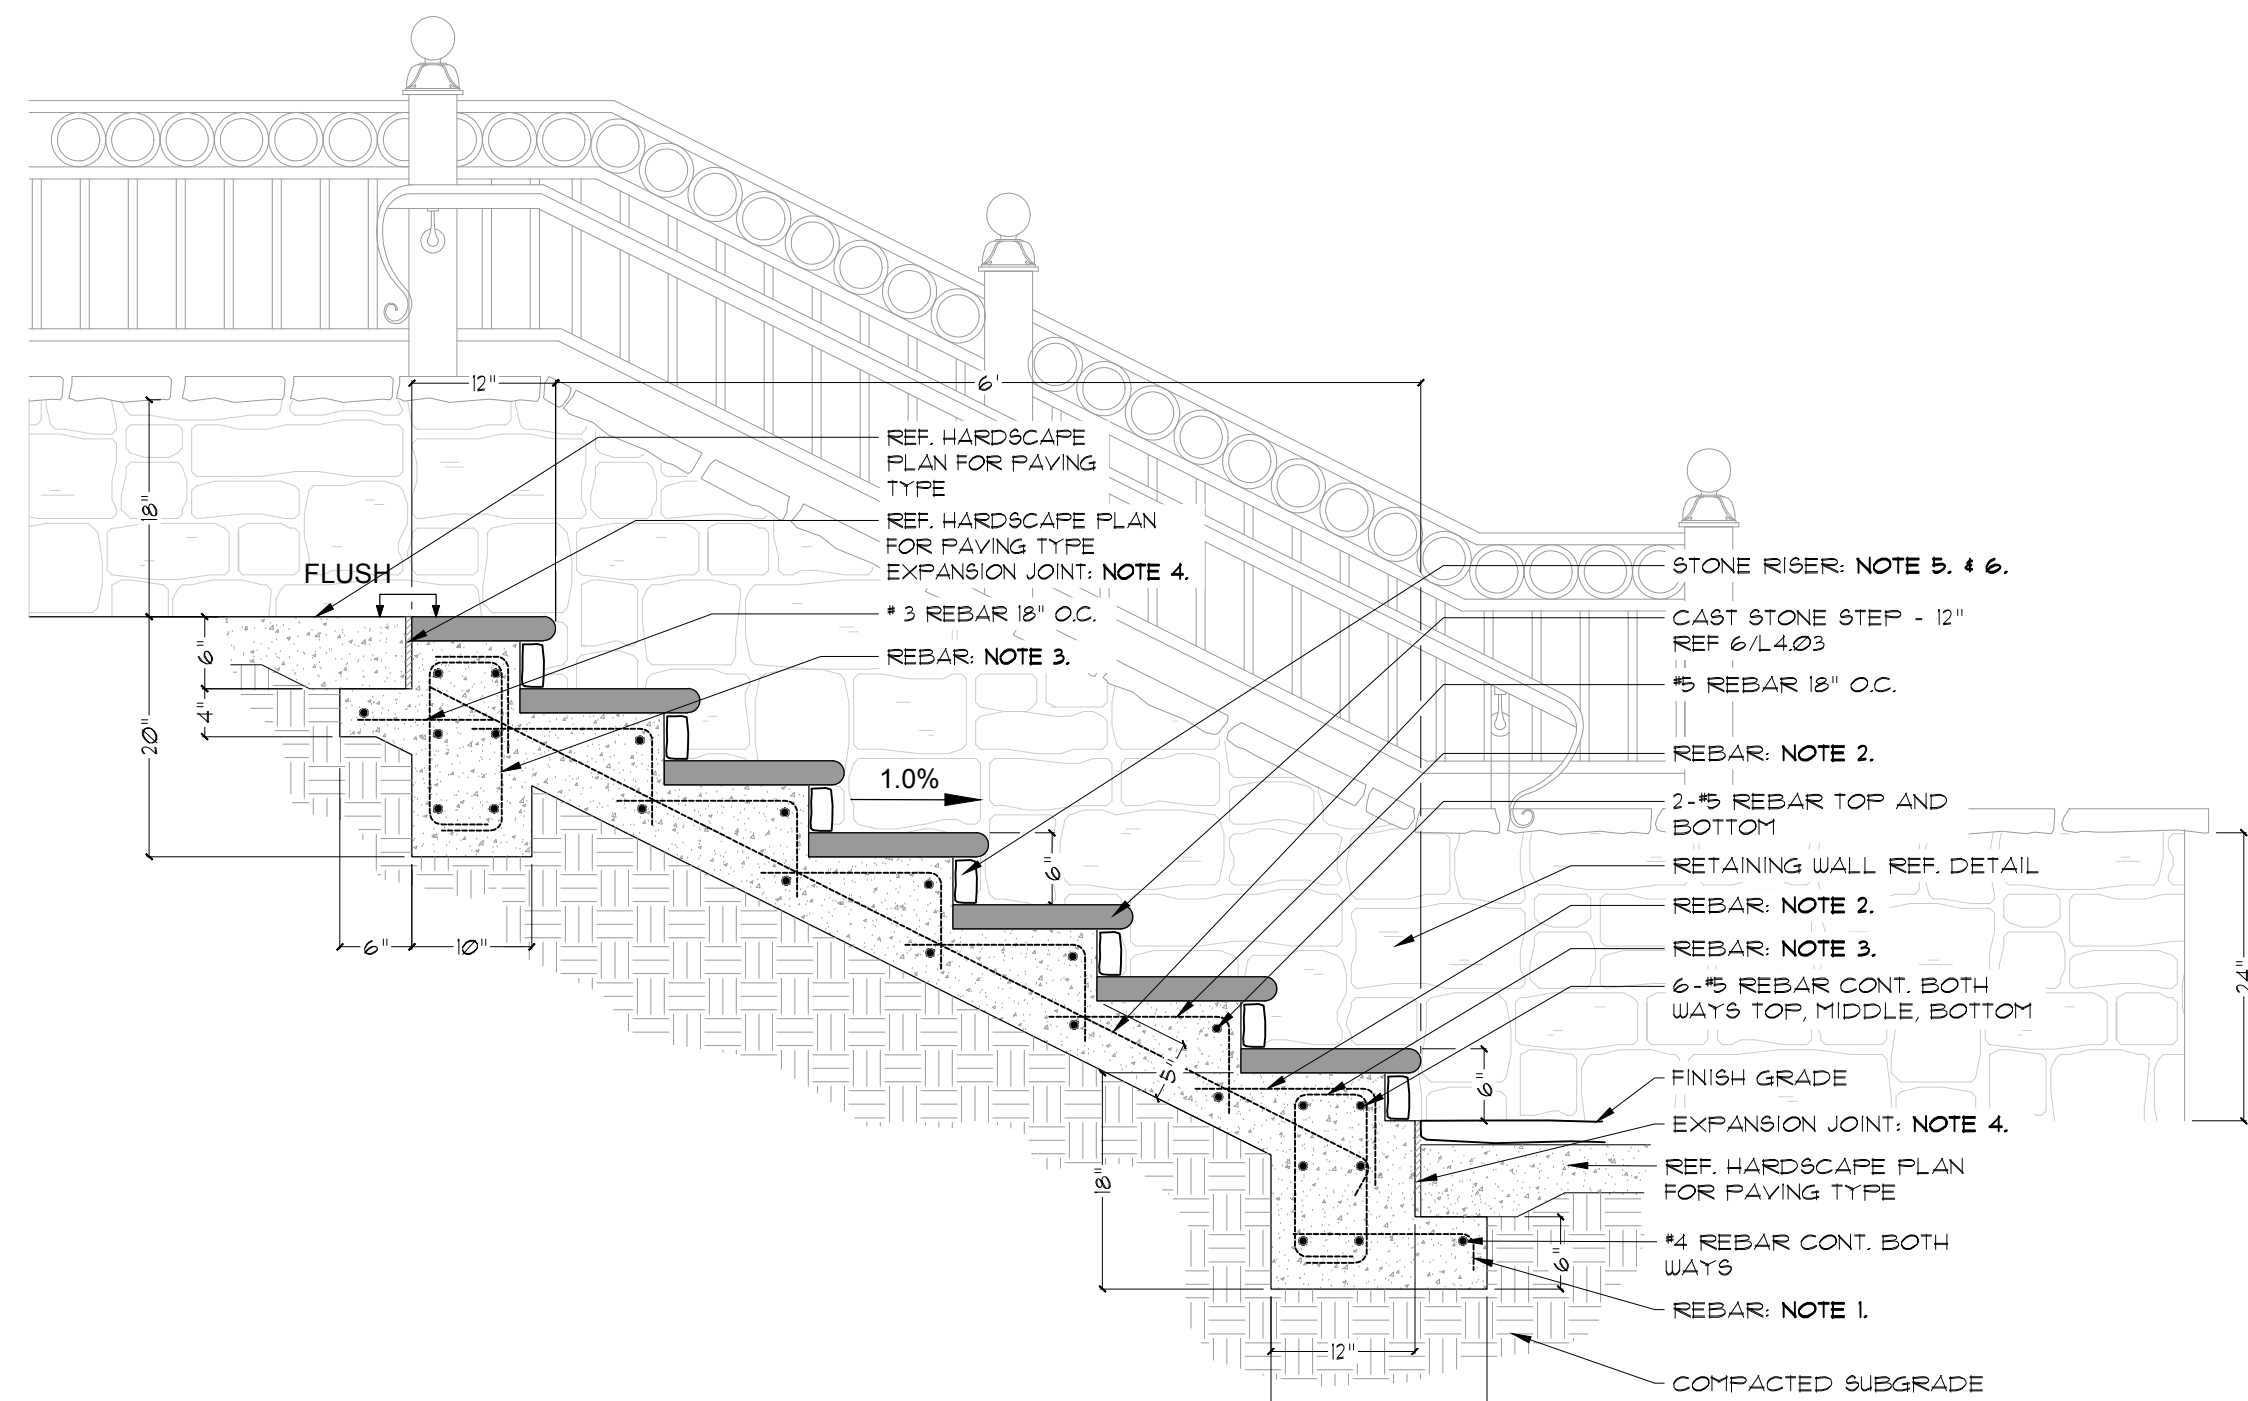 12"
6'
REF. HARDSCAPE
PLAN FOR PAVING
TYPE
18"
REF. HARDSCAPE PLAN
FOR PAVING TYPE
EXPANSION JOINT: NOTE 4.
FLUSH
# 3 REBAR 18" O.C.
REBAR: NOTE 3.
6"
4"
20"
1.0%
6"
6"
10"
STONE RISER: NOTE 5. & 6.
CAST STONE STEP - 12"
REF 6/L4.03
#5 REBAR 18" O.C.
REBAR: NOTE 2.
2-#5 REBAR TOP AND
BOTTOM
RETAINING WALL REF. DETAIL
REBAR: NOTE 2.
REBAR: NOTE 3.
6-#5 REBAR CONT. BOTH
WAYS TOP, MIDDLE, BOTTOM
24"
5"
6"
FINISH GRADE
EXPANSION JOINT: NOTE 4.
REF. HARDSCAPE PLAN
FOR PAVING TYPE
18"
#4 REBAR CONT. BOTH
WAYS
6"
REBAR: NOTE 1.
12"
COMPACTED SUBGRADE